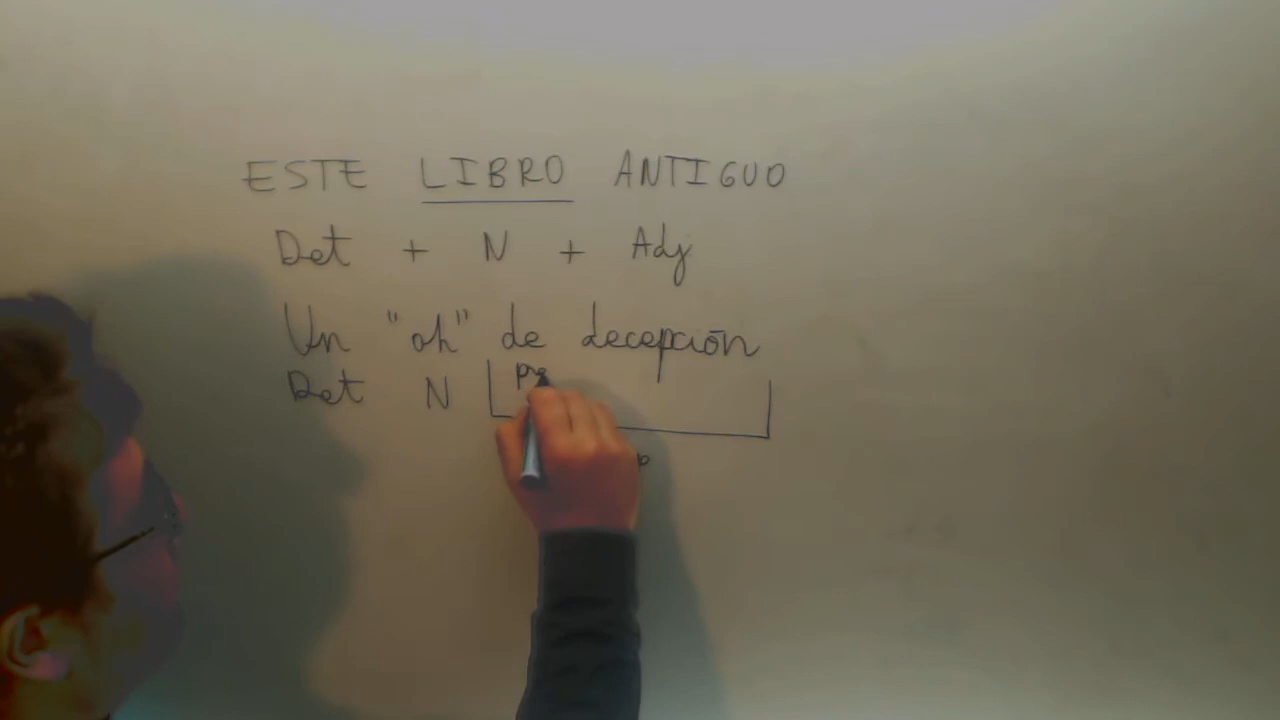 ESTE LIBRO ANTIGUO
Det + N + Adj
Un "oh" de decepción
Det N